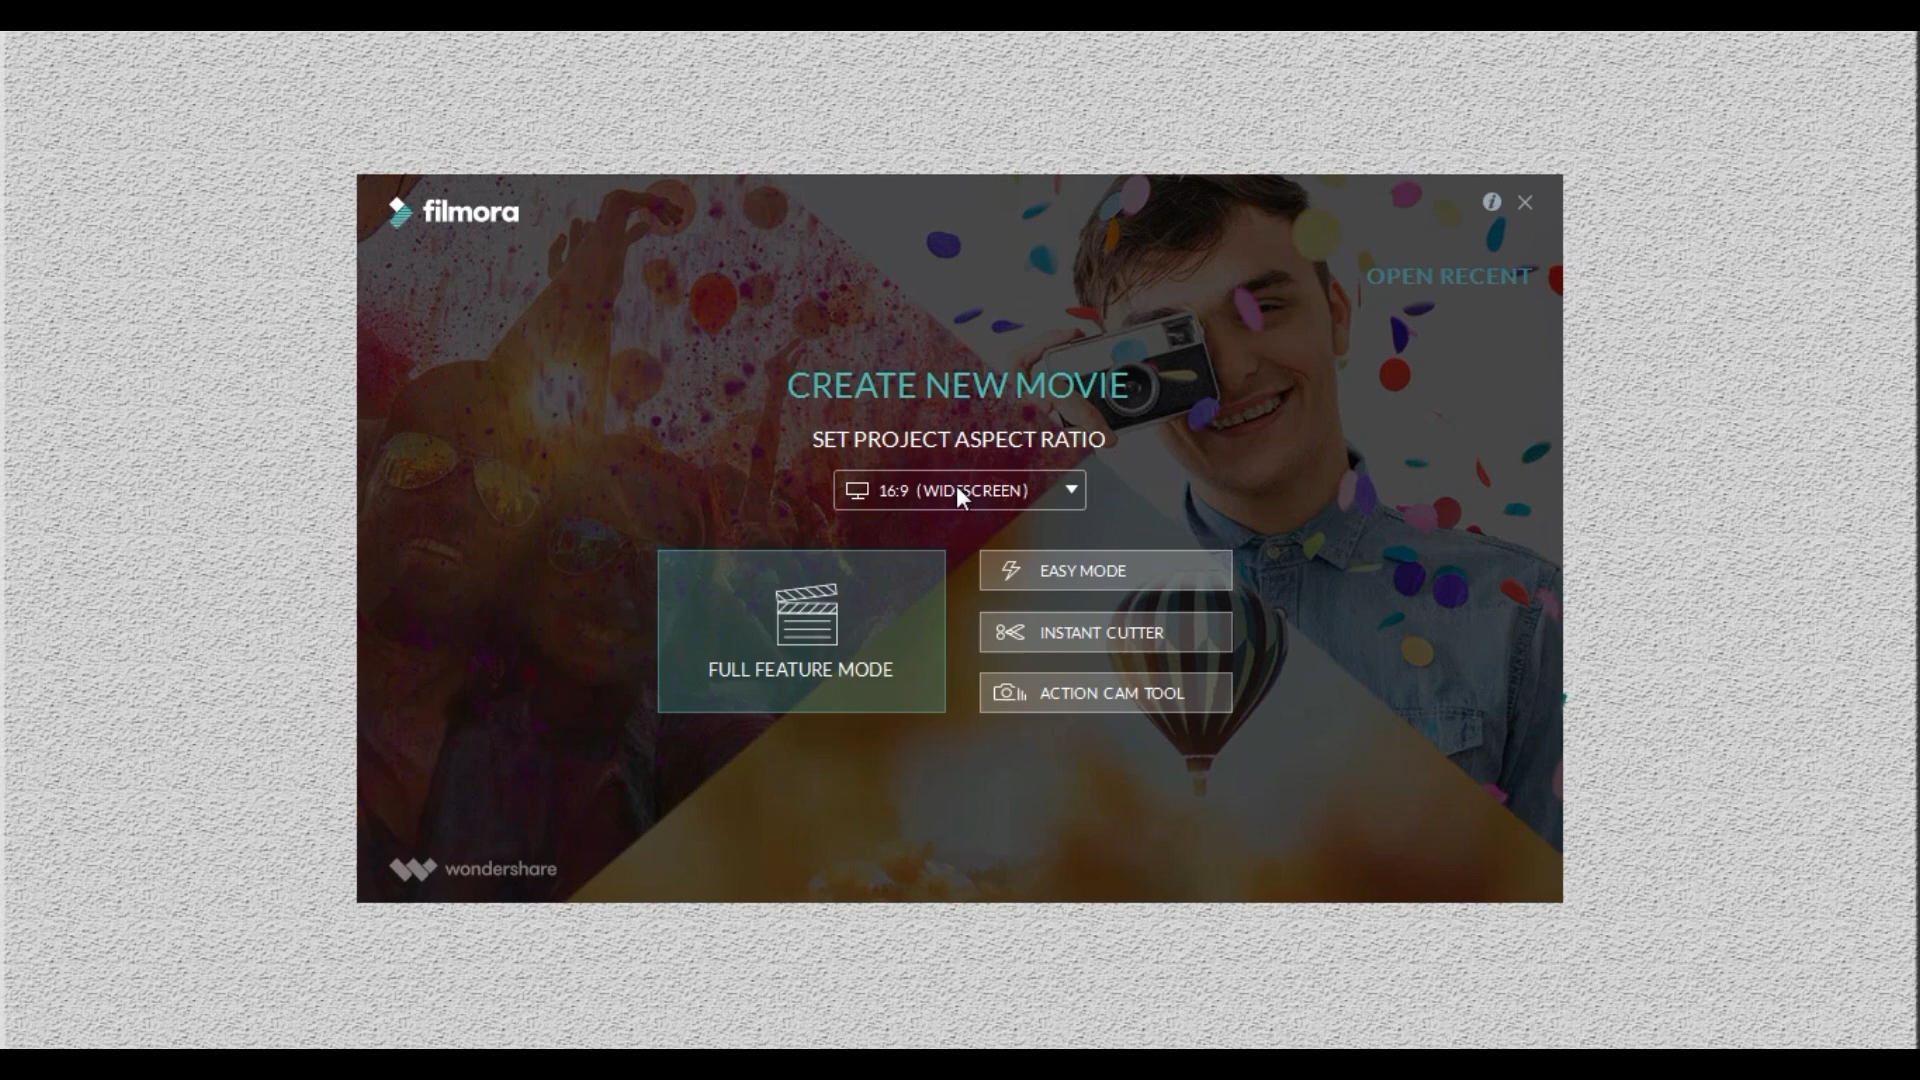 filmora
OPEN RECENT
CREATE NEW MOVIE
SET PROJECT ASPECT RATIO
16:9 (WIDESCREEN)
FULL FEATURE MODE
EASY MODE
INSTANT CUTTER
ACTION CAM TOOL
wondershare